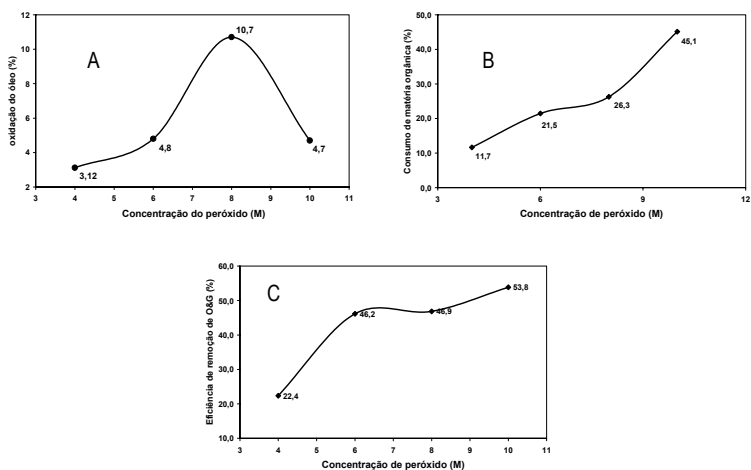 A
oxidação do óleo (%)
12
10
8
6
4
2
3,12
4,8
10,7
4,7
3 4 5 6 7 8 9 10 11
Concentração do peróxido (M)
B
Consumo de matéria orgânica (%)
50,0
40,0
30,0
20,0
10,0
0,0
11,7
21,5
26,3
45,1
3 6 9 12
Concentração de peróxido (M)
C
Eficiência de remoção de O&G (%)
60,0
50,0
40,0
30,0
20,0
10,0
22,4
46,2
46,9
53,8
3 4 5 6 7 8 9 10 11
Concentração de peróxido (M)